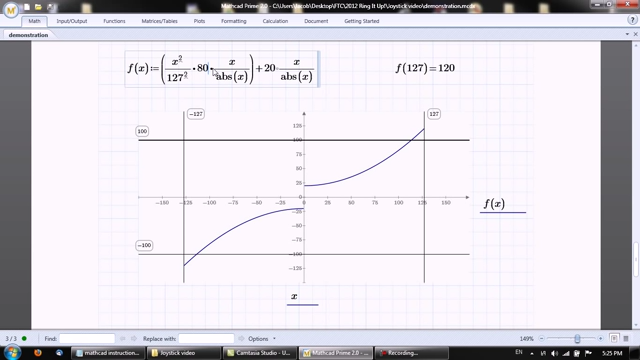 Mathcad Prime 2.0 - C:\Users\Jacob\Documents\FTC\2012 Ring It Up\Joystick video\demonstration.mcdx
Math Input/Output Functions Matrices/Tables Plots Formatting Calculation Document Getting Started
demonstration
f(x):=(x²/127²·80·x/abs(x))+20 x/abs(x) f(127)=120
-127 127
125
100 100
75
50
25
0
-150 -125 -100 -75 -50 -25 0 25 50 75 100 125 150
-25
-50
-75
-100 -100
-125
f(x)
x
3 / 3 Find: Replace with: Options 149%
mathcad instruction... Joystick video Camtasia Studio - U... Mathcad Prime 2.0 - ... Recording... EN 5:25 PM